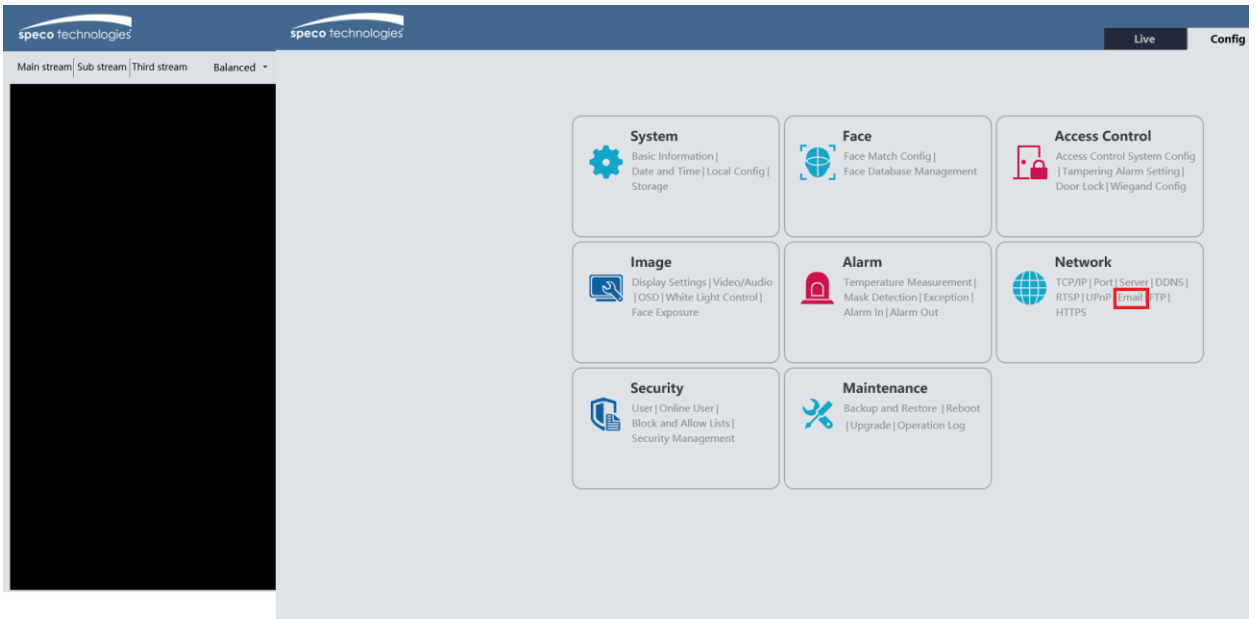 speco technologies
Main stream Sub stream Third stream Balanced
speco technologies
Live Config
System
Basic Information |
Date and Time | Local Config |
Storage
Face
Face Match Config |
Face Database Management
Access Control
Access Control System Config
| Tampering Alarm Setting |
Door Lock | Wiegand Config
Image
Display Settings | Video/Audio
| OSD | White Light Control |
Face Exposure
Alarm
Temperature Measurement |
Mask Detection | Exception |
Alarm In | Alarm Out
Network
TCP/IP | Port | Server | DDNS |
RTSP | UPnP | Email | FTP |
HTTPS
Security
User | Online User |
Block and Allow Lists |
Security Management
Maintenance
Backup and Restore | Reboot
| Upgrade | Operation Log